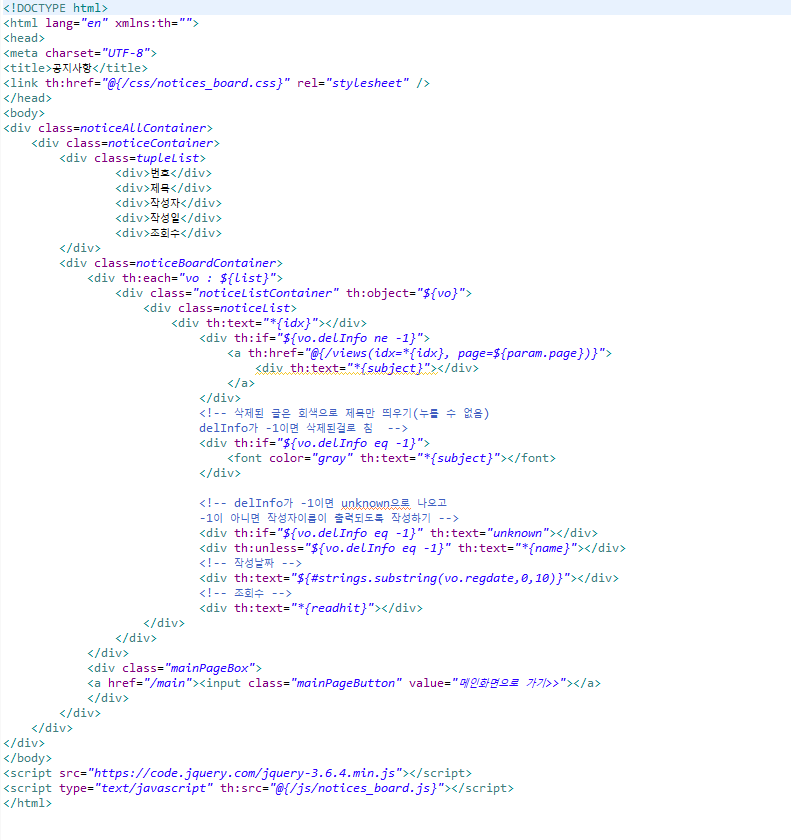 <!DOCTYPE html>
<html lang="en" xmlns:th="">
<head>
<meta charset="UTF-8">
<title>공지사항</title>
<link th:href="@{/css/notices_board.css}" rel="stylesheet" />
</head>
<body>
<div class=noticeAllContainer>
<div class=noticeContainer>
<div class=tupleList>
<div>번호</div>
<div>제목</div>
<div>작성자</div>
<div>작성일</div>
<div>조회수</div>
</div>
<div class=noticeBoardContainer>
<div th:each="vo : ${list}">
<div class="noticeListContainer" th:object="${vo}">
<div class=noticeList>
<div th:text="*{idx}"></div>
<div th:if="${vo.delInfo ne -1}">
<a th:href="@{/views(idx=*{idx}, page=${param.page})}">
<div th:text="*{subject}"></div>
</a>
</div>
<!-- 삭제된 글은 회색으로 제목만 띄우기(누를 수 없음)
delInfo가 -1이면 삭제된걸로 침  -->
<div th:if="${vo.delInfo eq -1}">
<font color="gray" th:text="*{subject}"></font>
</div>
<!-- delInfo가 -1이면 unknown으로 나오고
-1이 아니면 작성자이름이 출력되도록 작성하기 -->
<div th:if="${vo.delInfo eq -1}" th:text="unknown"></div>
<div th:unless="${vo.delInfo eq -1}" th:text="*{name}"></div>
<!-- 작성날짜 -->
<div th:text="${#strings.substring(vo.regdate,0,10)}"></div>
<!-- 조회수 -->
<div th:text="*{readhit}"></div>
</div>
</div>
</div>
<div class="mainPageBox">
<a href="/main"><input class="mainPageButton" value="메인화면으로 가기>>"></a>
</div>
</div>
</div>
</div>
</body>
<script src="https://code.jquery.com/jquery-3.6.4.min.js"></script>
<script type="text/javascript" th:src="@{/js/notices_board.js}"></script>
</html>